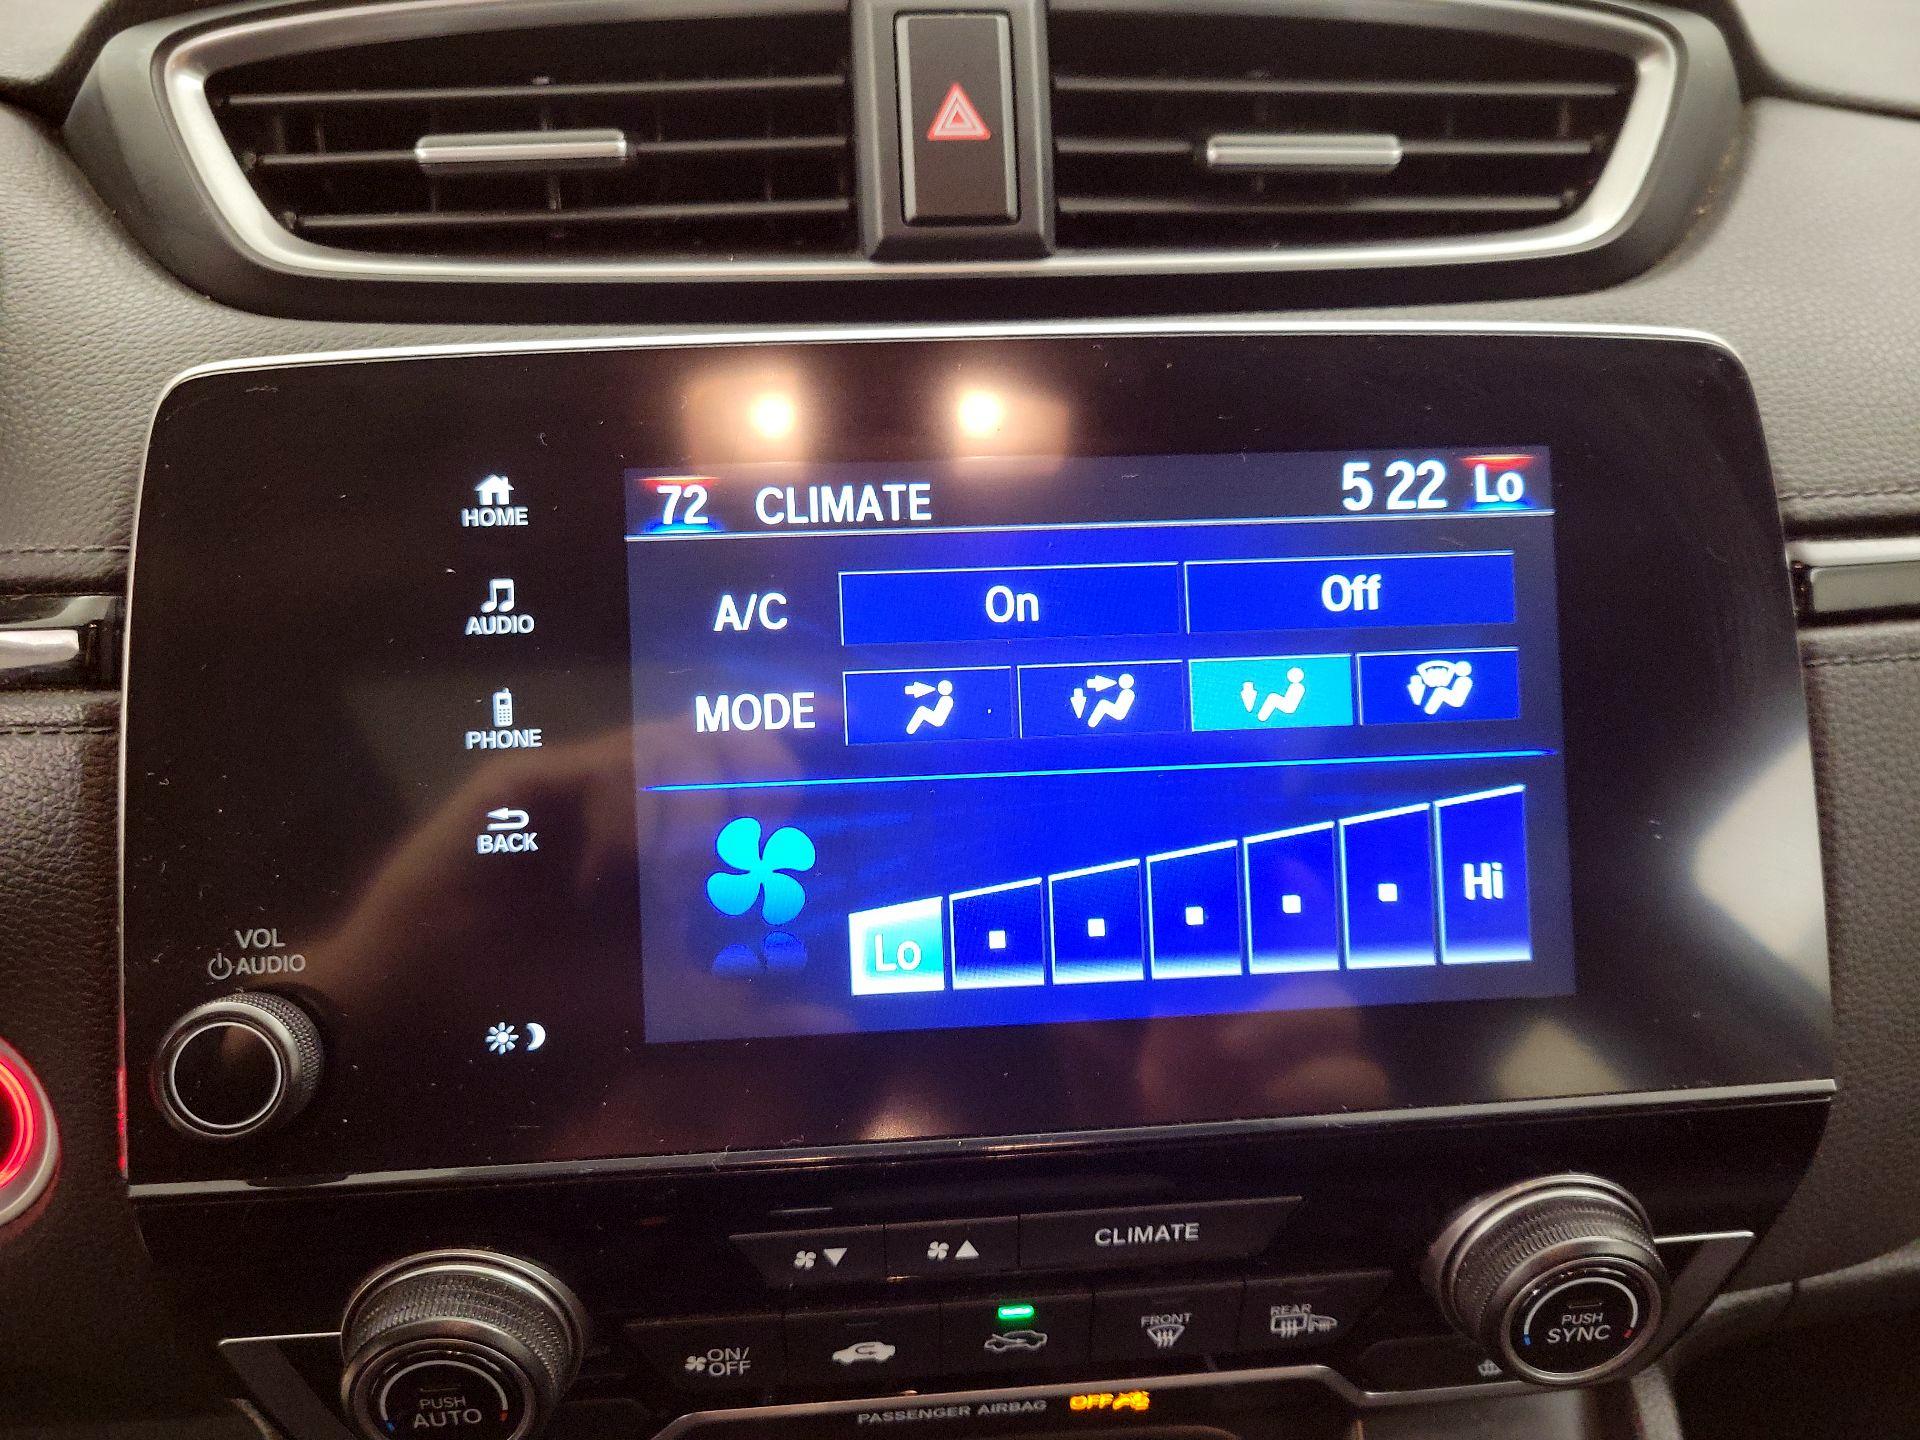 72 CLIMATE 5 22 Lo
HOME
A/C On Off
AUDIO
MODE
PHONE
BACK
Hi
Lo
VOL
AUDIO
CLIMATE
ON/
OFF
FRONT
REAR
PUSH
SYNC
PUSH
AUTO
PASSENGER AIRBAG OFF